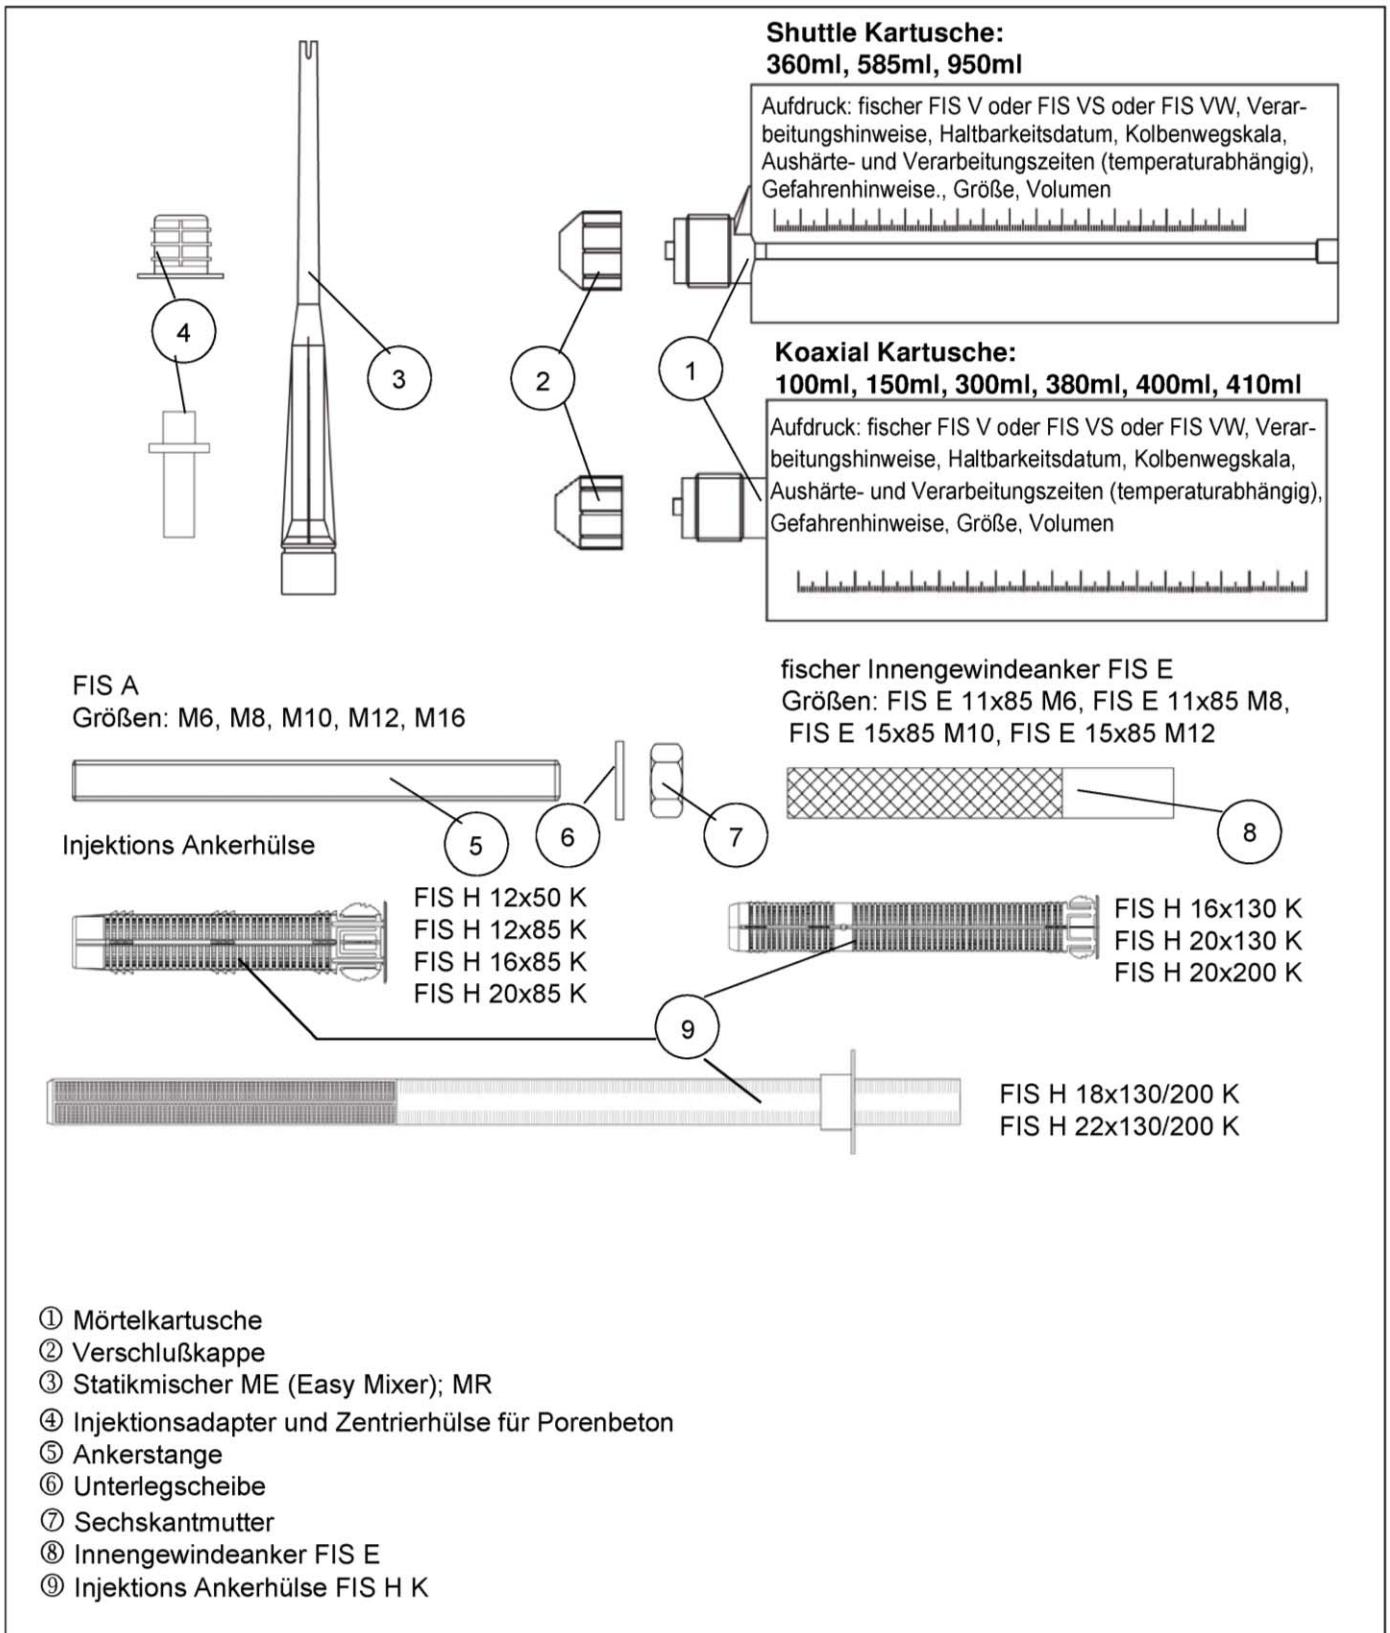 Shuttle Kartusche:
360ml, 585ml, 950ml
Aufdruck: fischer FIS V oder FIS VS oder FIS VW, Verar-
beitungshinweise, Haltbarkeitsdatum, Kolbenwegskala,
Aushärte- und Verarbeitungszeiten (temperaturabhängig),
Gefahrenhinweise., Größe, Volumen
4
3
2
1
Koaxial Kartusche:
100ml, 150ml, 300ml, 380ml, 400ml, 410ml
Aufdruck: fischer FIS V oder FIS VS oder FIS VW, Verar-
beitungshinweise, Haltbarkeitsdatum, Kolbenwegskala,
Aushärte- und Verarbeitungszeiten (temperaturabhängig),
Gefahrenhinweise, Größe, Volumen
FIS A
Größen: M6, M8, M10, M12, M16
fischer Innengewindeanker FIS E
Größen: FIS E 11x85 M6, FIS E 11x85 M8,
FIS E 15x85 M10, FIS E 15x85 M12
5
6
7
8
Injektions Ankerhülse
FIS H 12x50 K
FIS H 12x85 K
FIS H 16x85 K
FIS H 20x85 K
FIS H 16x130 K
FIS H 20x130 K
FIS H 20x200 K
9
FIS H 18x130/200 K
FIS H 22x130/200 K
① Mörtelkartusche
② Verschlußkappe
③ Statikmischer ME (Easy Mixer); MR
④ Injektionsadapter und Zentrierhülse für Porenbeton
⑤ Ankerstange
⑥ Unterlegscheibe
⑦ Sechskantmutter
⑧ Innengewindeanker FIS E
⑨ Injektions Ankerhülse FIS H K